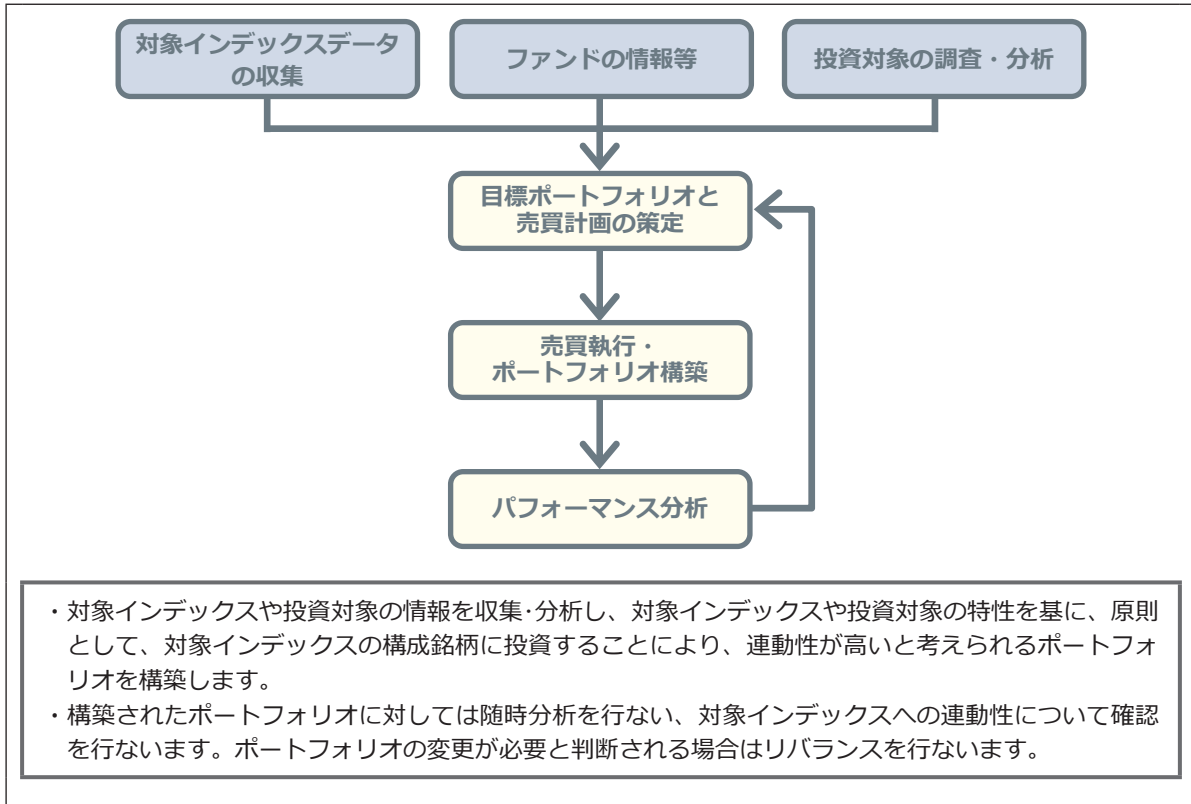 対象インデックスデータ
の収集
ファンドの情報等
投資対象の調査・分析
目標ポートフォリオと
売買計画の策定
売買執行・
ポートフォリオ構築
パフォーマンス分析
・対象インデックスや投資対象の情報を収集･分析し、対象インデックスや投資対象の特性を基に、原則
として、対象インデックスの構成銘柄に投資することにより、連動性が高いと考えられるポートフォ
リオを構築します。
・構築されたポートフォリオに対しては随時分析を行ない、対象インデックスへの連動性について確認
を行ないます。ポートフォリオの変更が必要と判断される場合はリバランスを行ないます。